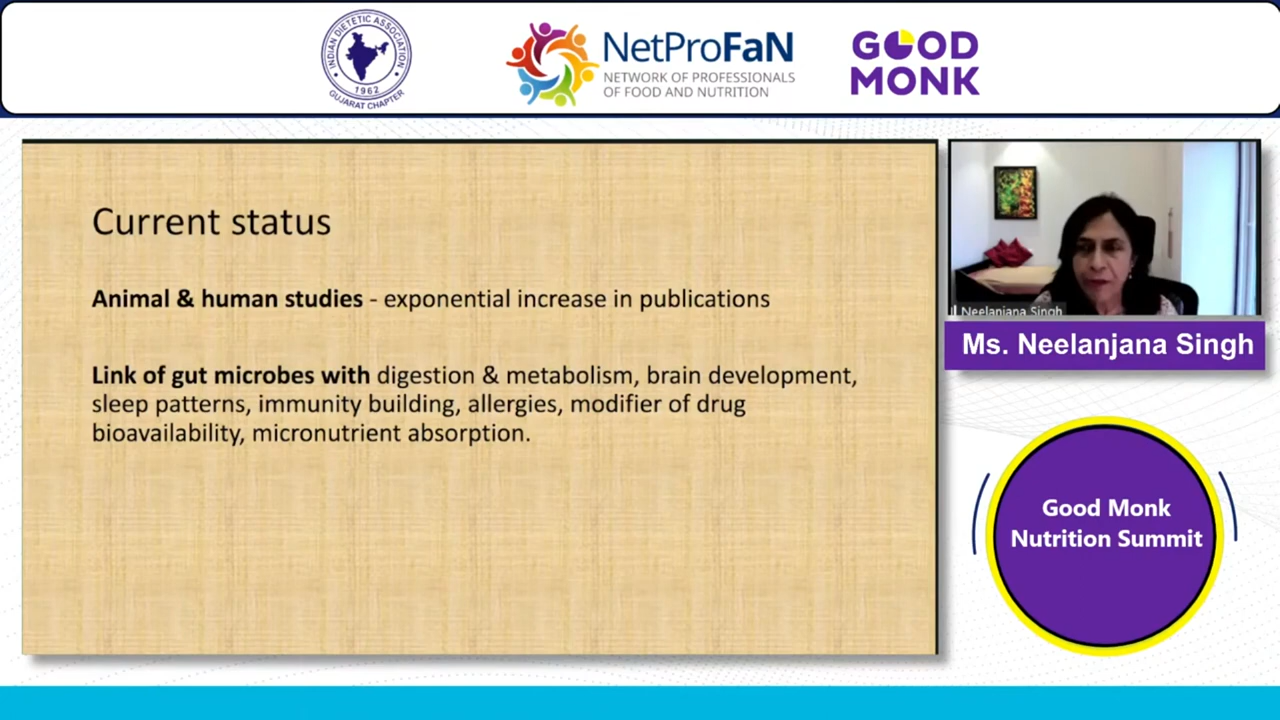 INDIAN DIETETIC ASSOCIATION
1962
GUJARAT CHAPTER
NetProFaN
NETWORK OF PROFESSIONALS
OF FOOD AND NUTRITION
GOOD
MONK
Current status
Animal & human studies - exponential increase in publications
Link of gut microbes with digestion & metabolism, brain development,
sleep patterns, immunity building, allergies, modifier of drug
bioavailability, micronutrient absorption.
Neelanjana Singh
Ms. Neelanjana Singh
Good Monk
Nutrition Summit